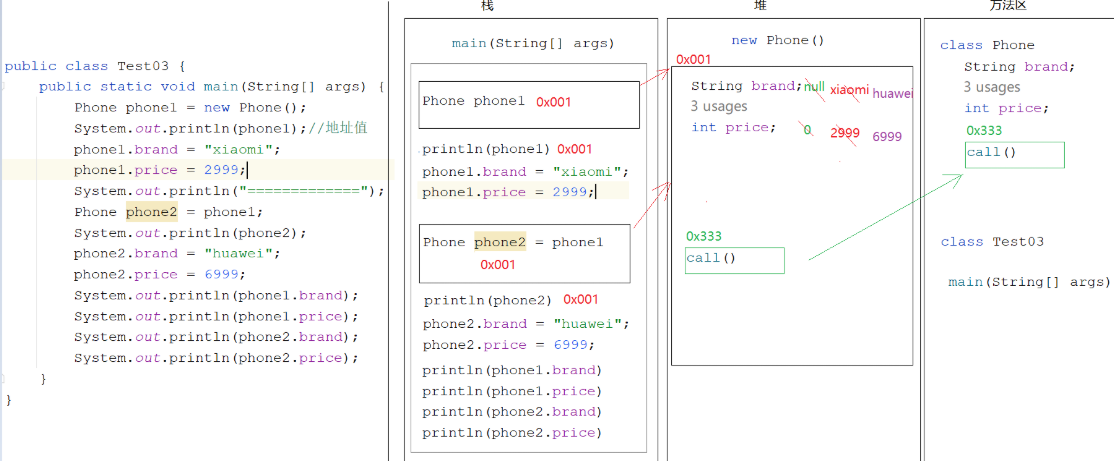 public class Test03 {
public static void main(String[] args) {
Phone phone1 = new Phone();
System.out.println(phone1);//地址值
phone1.brand = "xiaomi";
phone1.price = 2999;
System.out.println("=============");
Phone phone2 = phone1;
System.out.println(phone2);
phone2.brand = "huawei";
phone2.price = 6999;
System.out.println(phone1.brand);
System.out.println(phone1.price);
System.out.println(phone2.brand);
System.out.println(phone2.price);
}
}
栈
main(String[] args)
Phone phone1 0x001
println(phone1) 0x001
phone1.brand = "xiaomi";
phone1.price = 2999;
Phone phone2 = phone1
0x001
println(phone2) 0x001
phone2.brand = "huawei";
phone2.price = 6999;
println(phone1.brand)
println(phone1.price)
println(phone2.brand)
println(phone2.price)
堆
new Phone()
0x001
String brand; null xiaomi huawei
3 usages
int price; 0 2999 6999
0x333
call()
方法区
class Phone
String brand;
3 usages
int price;
0x333
call()
class Test03
main(String[] args)